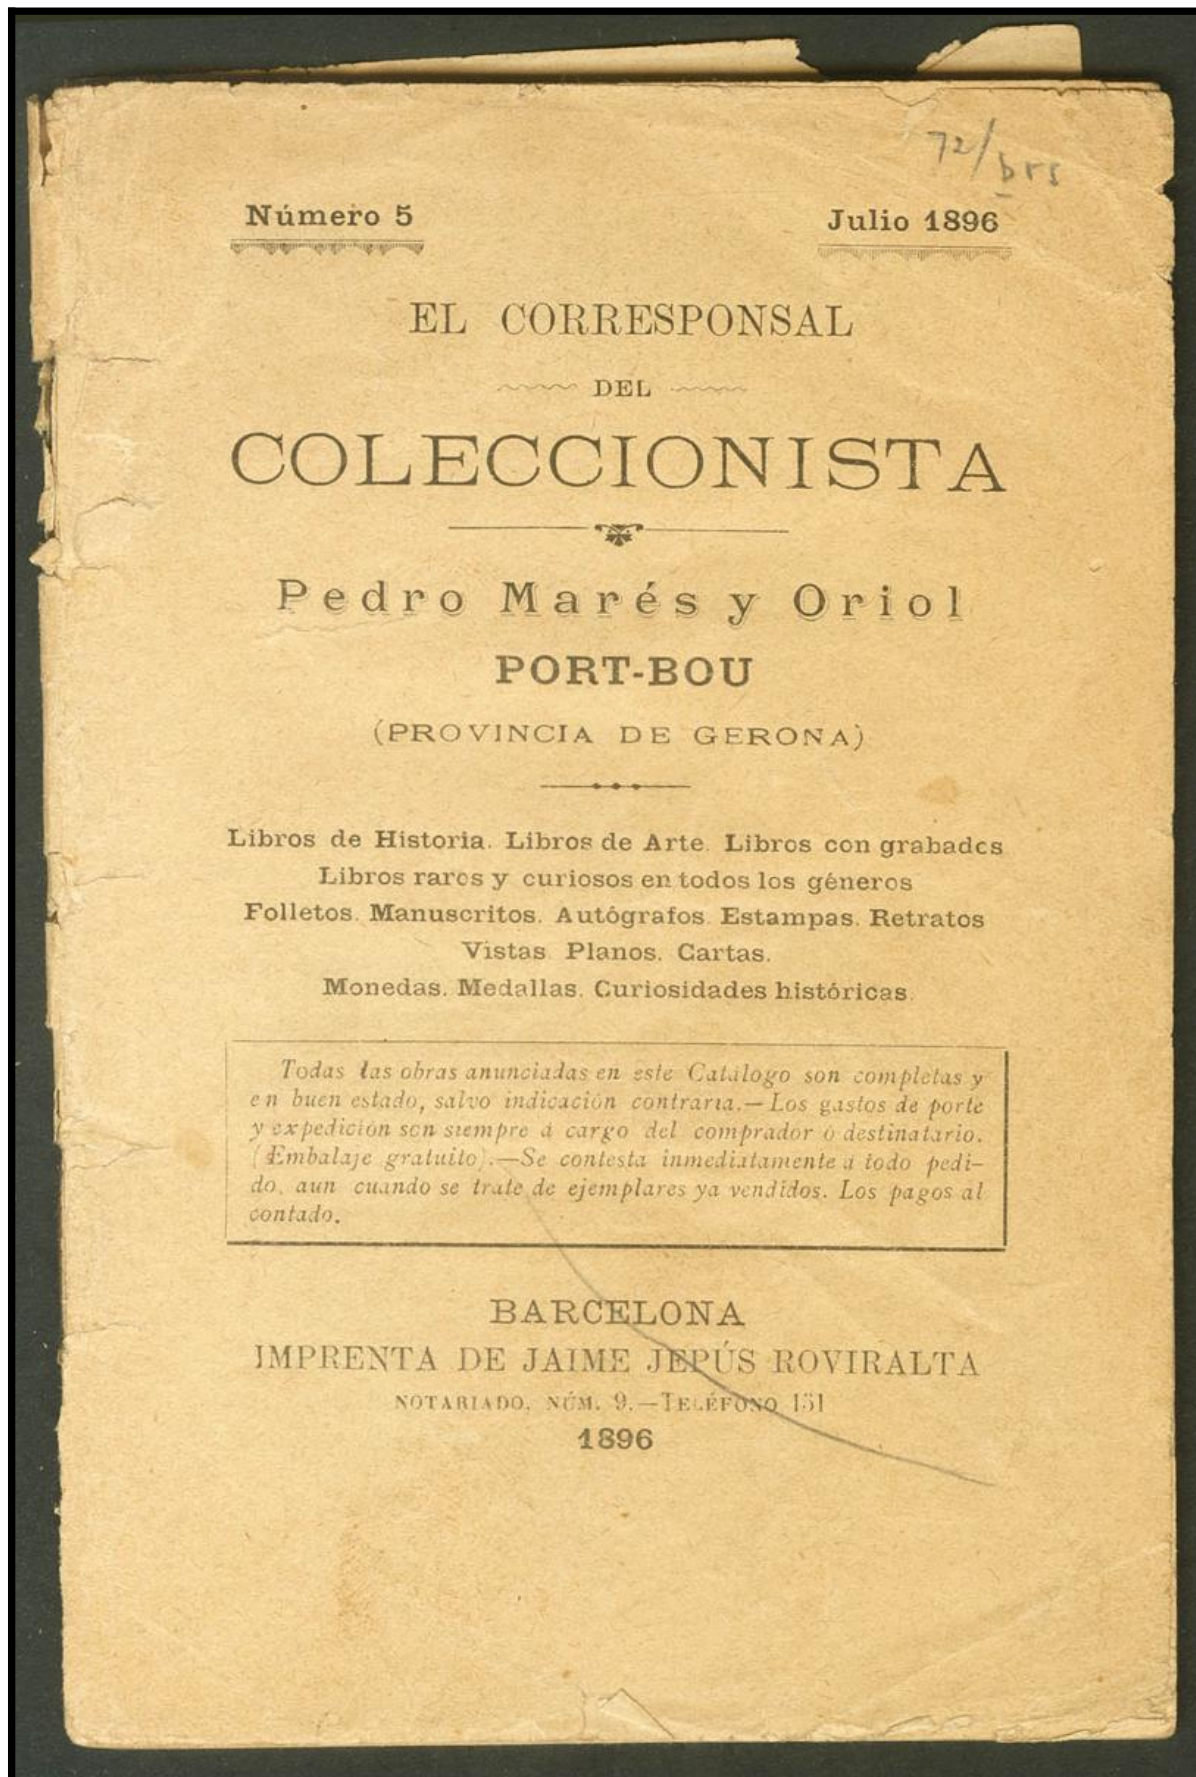 72/brs
Número 5
Julio 1896
EL CORRESPONSAL
DEL
COLECCIONISTA
Pedro Marés y Oriol
PORT-BOU
(PROVINCIA DE GERONA)
Libros de Historia. Libros de Arte. Libros con grabados
Libros raros y curiosos en todos los géneros
Folletos. Manuscritos. Autógrafos. Estampas. Retratos
Vistas. Planos. Cartas.
Monedas. Medallas. Curiosidades históricas.
Todas las obras anunciadas en este Catálogo son completas y
en buen estado, salvo indicación contraria.—Los gastos de porte
y expedición son siempre á cargo del comprador ó destinatario.
(Embalaje gratuito).—Se contesta inmediatamente á todo pedi-
do, aun cuando se trate de ejemplares ya vendidos. Los pagos al
contado.
BARCELONA
IMPRENTA DE JAIME JEPÚS ROVIRALTA
NOTARIADO, NÚM. 9.—TELÉFONO 151
1896